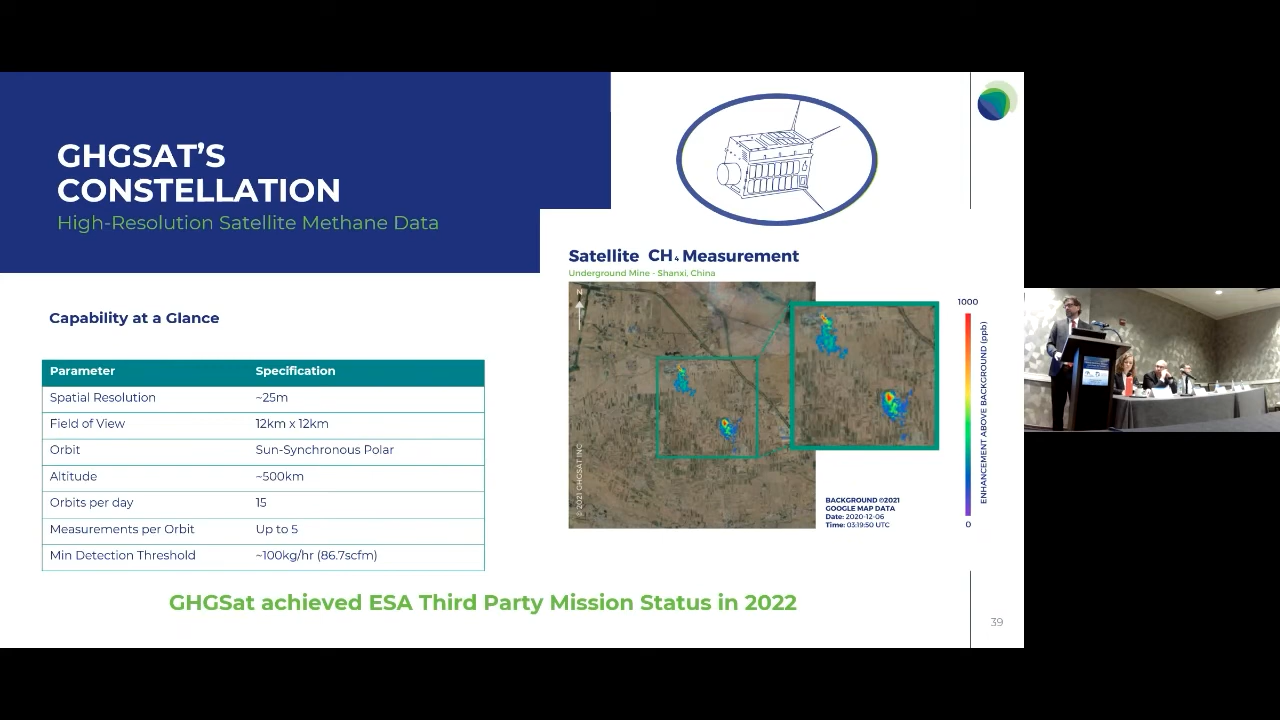 GHGSAT'S
CONSTELLATION
High-Resolution Satellite Methane Data
Capability at a Glance
Parameter Specification
Spatial Resolution ~25m
Field of View 12km x 12km
Orbit Sun-Synchronous Polar
Altitude ~500km
Orbits per day 15
Measurements per Orbit Up to 5
Min Detection Threshold ~100kg/hr (86.7scfm)
Satellite CH₄ Measurement
Underground Mine - Shanxi, China
N
© 2021 GHGSAT INC
1000
ENHANCEMENT ABOVE BACKGROUND (ppb)
0
BACKGROUND ©2021
GOOGLE MAP DATA
Date: 2020-12-06
Time: 03:19:50 UTC
GHGSat achieved ESA Third Party Mission Status in 2022
39